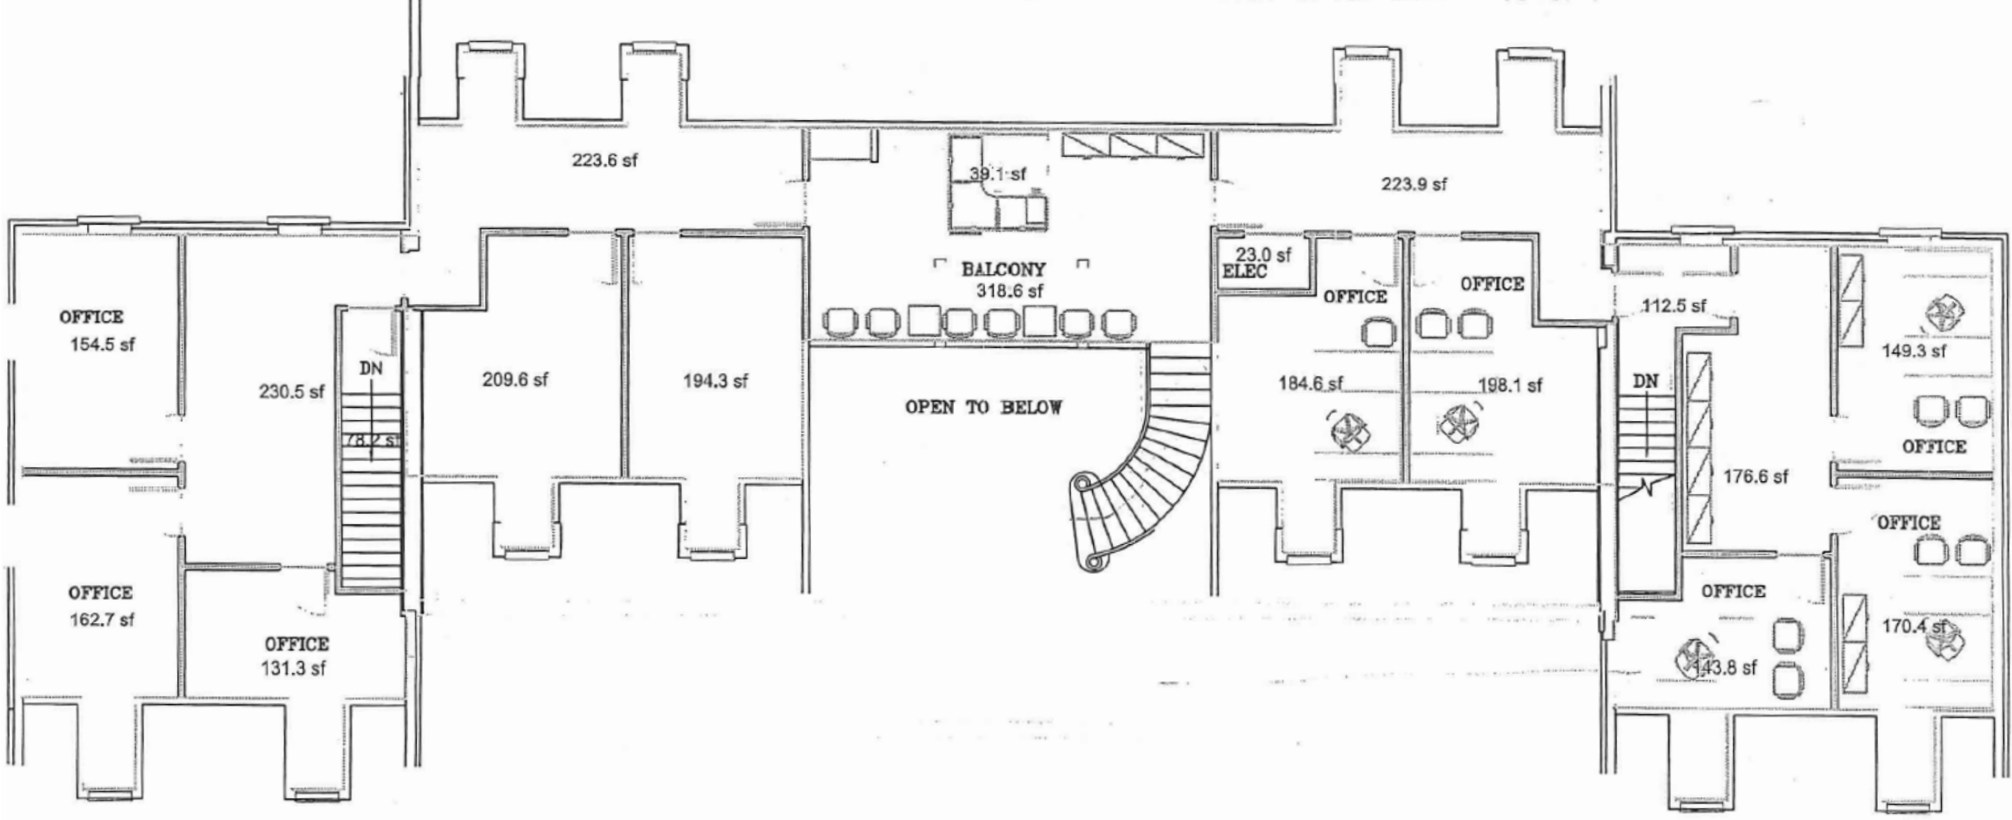 223.6 sf
39.1 sf
223.9 sf
BALCONY
318.6 sf
23.0 sf
ELEC
OFFICE
OFFICE
112.5 sf
OFFICE
154.5 sf
230.5 sf
DN
78.2 sf
209.6 sf
194.3 sf
OPEN TO BELOW
184.6 sf
198.1 sf
DN
149.3 sf
OFFICE
176.6 sf
OFFICE
170.4 sf
OFFICE
162.7 sf
OFFICE
131.3 sf
OFFICE
143.8 sf